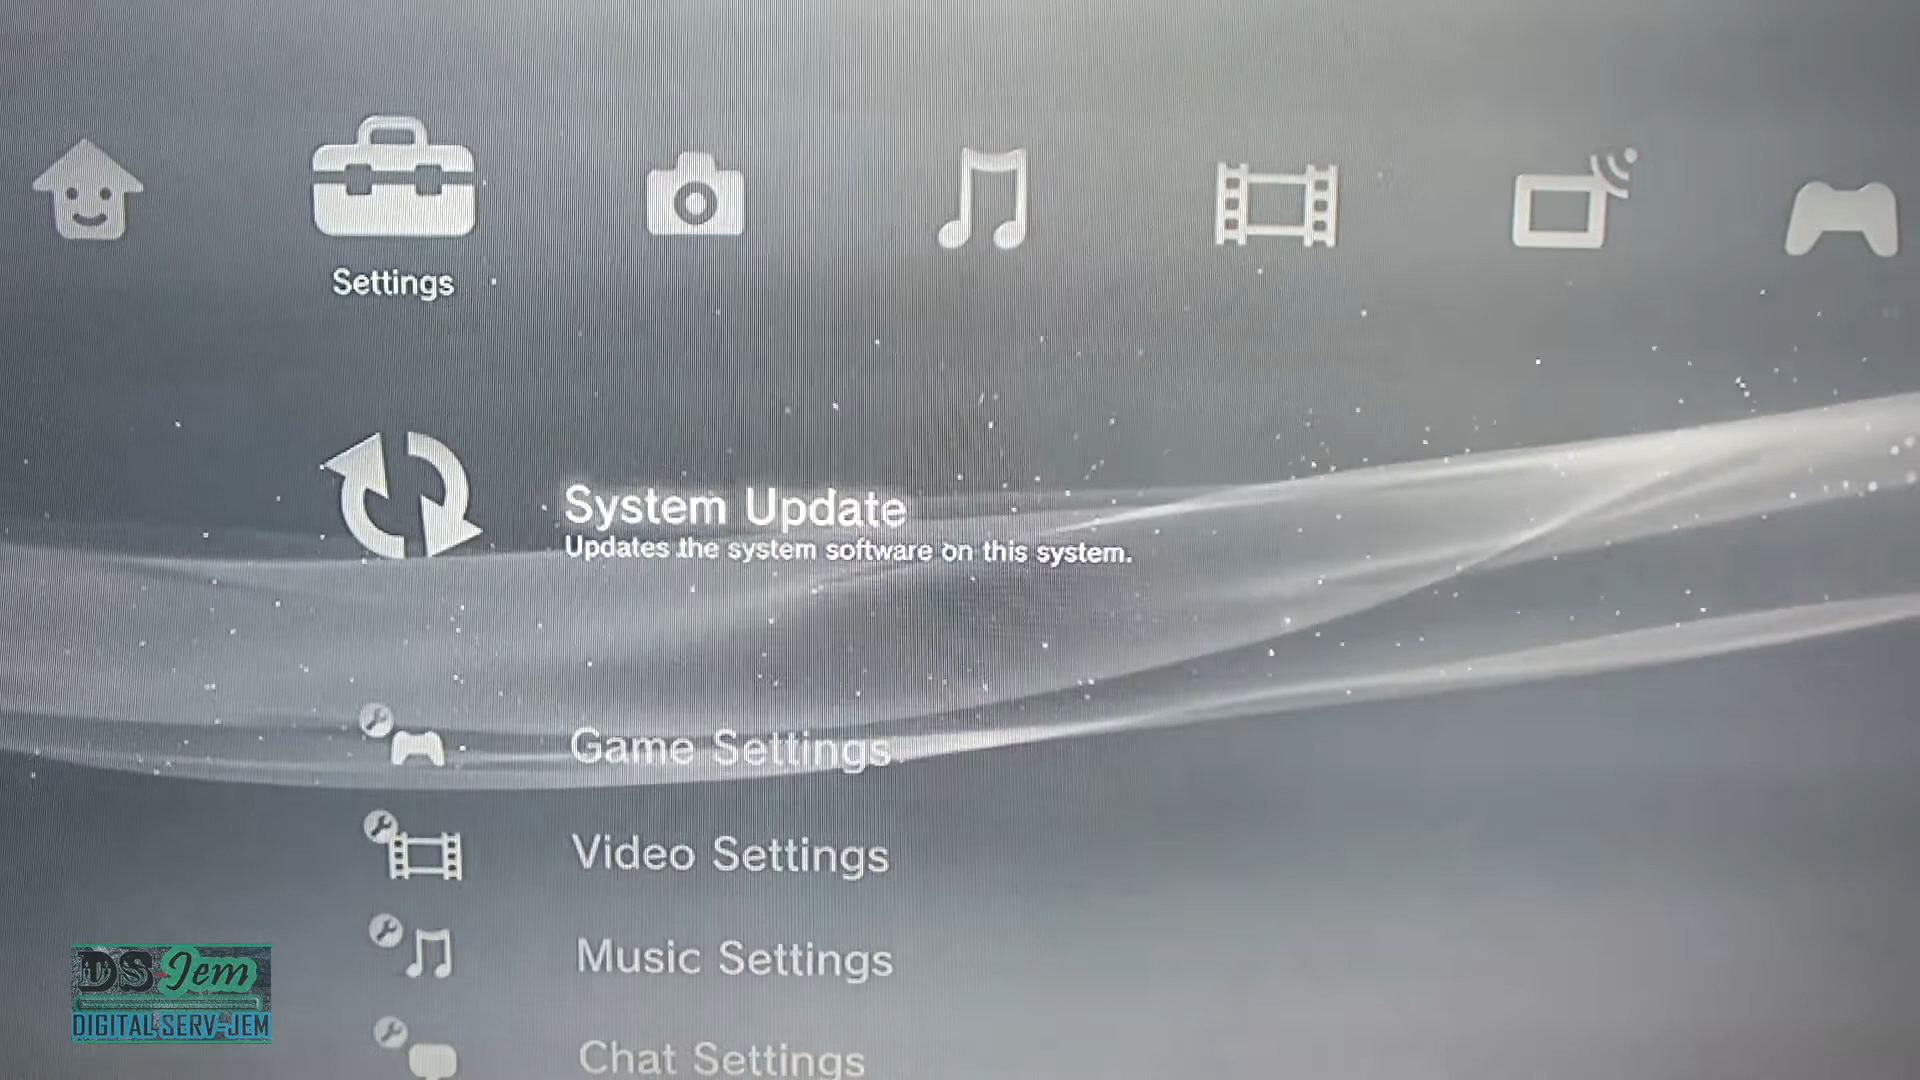 Settings
System Update
Updates the system software on this system.
Game Settings
Video Settings
Music Settings
Chat Settings
DS-Jem
DIGITAL-SERV-JEM